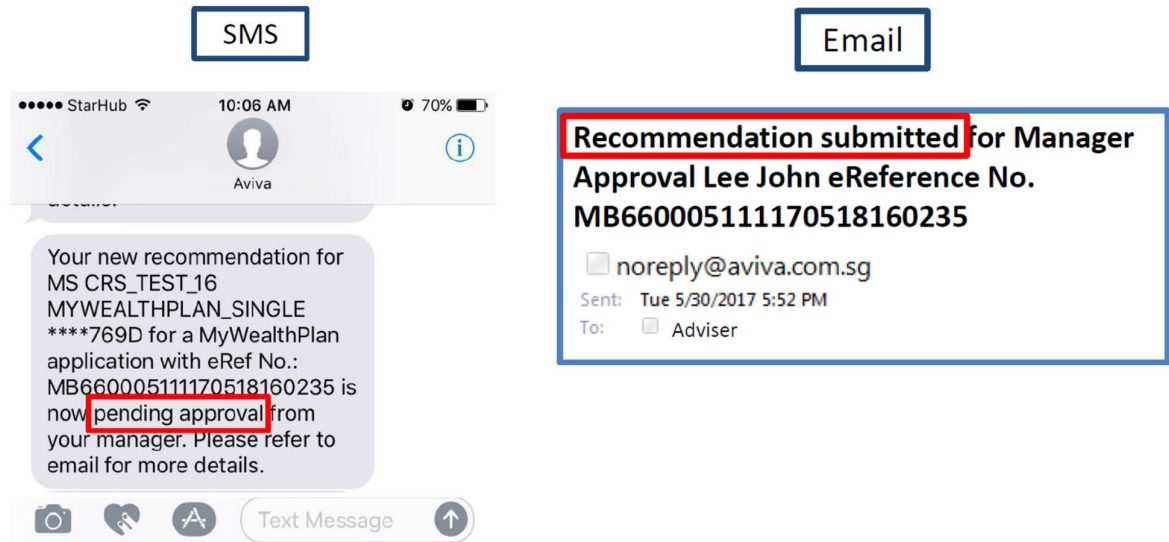 SMS
Email
StarHub 10:06 AM 70%
Aviva
details.
Your new recommendation for
MS CRS_TEST_16
MYWEALTHPLAN_SINGLE
****769D for a MyWealthPlan
application with eRef No.:
MB660005111170518160235 is
now pending approval from
your manager. Please refer to
email for more details.
Text Message
Recommendation submitted for Manager
Approval Lee John eReference No.
MB660005111170518160235
noreply@aviva.com.sg
Sent: Tue 5/30/2017 5:52 PM
To: Adviser